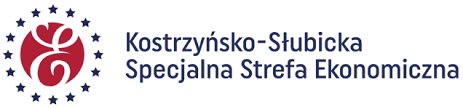 Kostrzyńsko-Słubicka
Specjalna Strefa Ekonomiczna